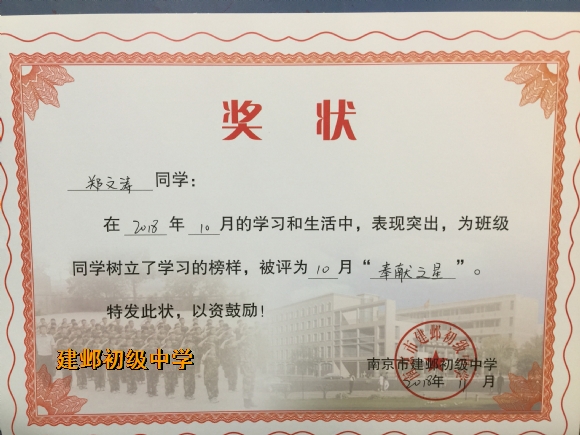 奖状
郑文涛同学：
在2018年10月的学习和生活中，表现突出，为班级
同学树立了学习的榜样，被评为10月“奉献之星”。
特发此状，以资鼓励！
建邺初级中学
南京市建邺初级中学
2018年11月